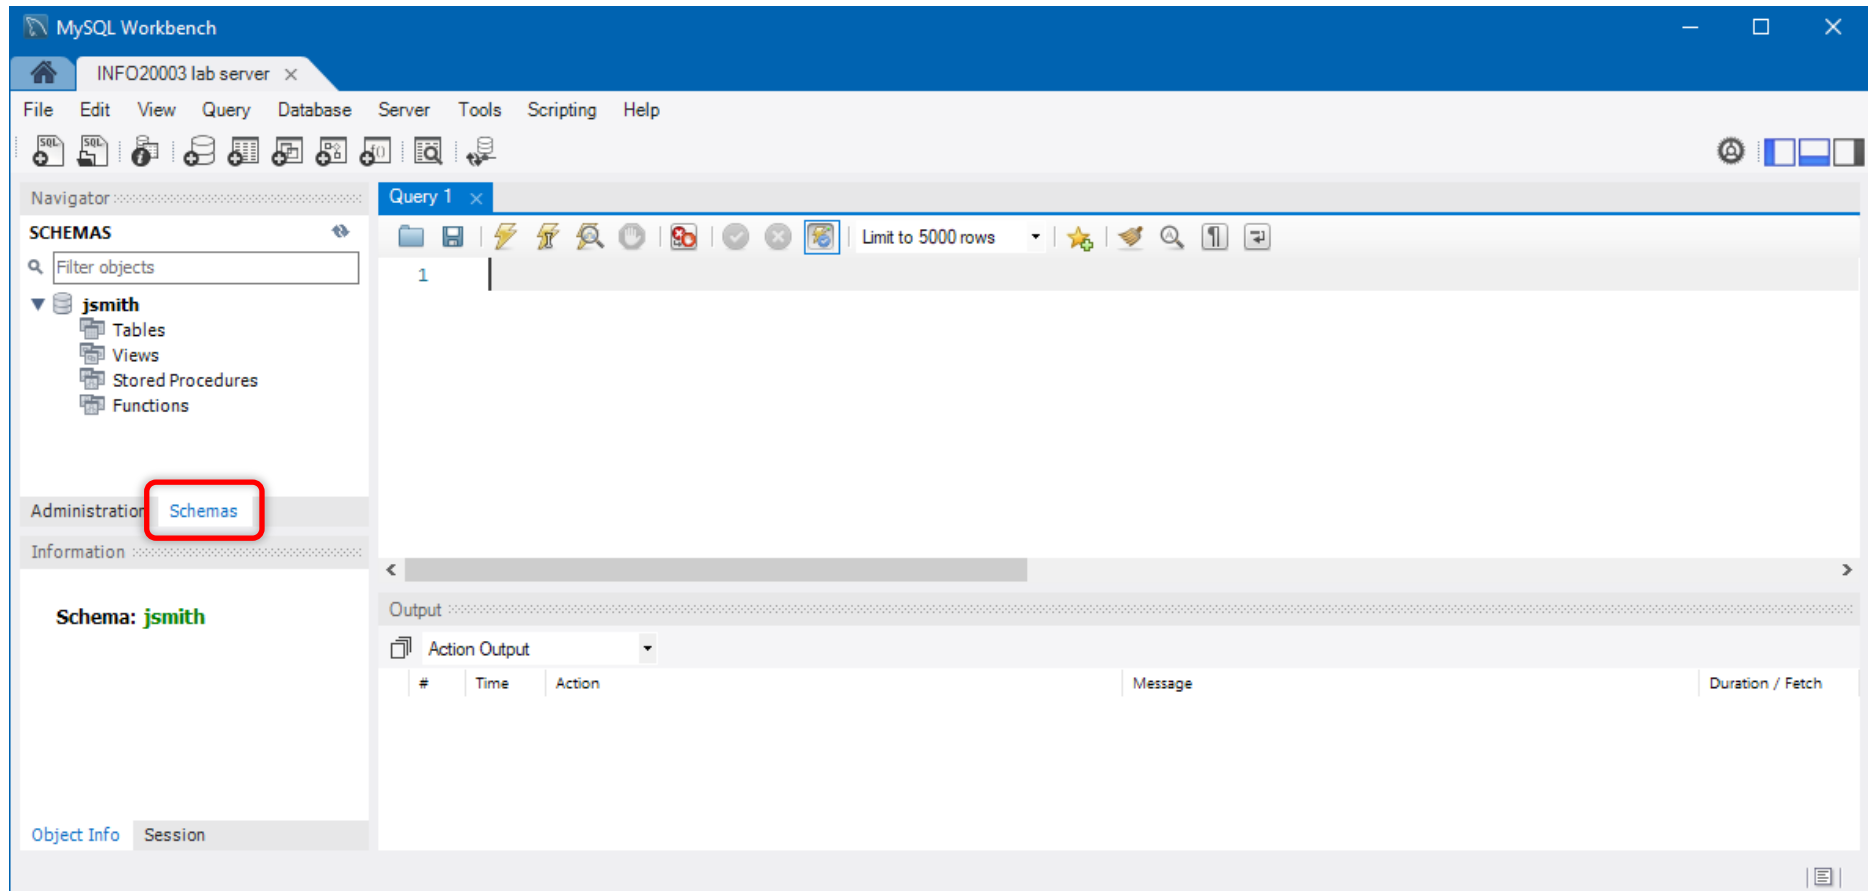 MySQL Workbench
INFO20003 lab server
File Edit View Query Database Server Tools Scripting Help
SQL SQL
Navigator
Query 1
SCHEMAS
Limit to 5000 rows
Filter objects
1
jsmith
Tables
Views
Stored Procedures
Functions
Administration Schemas
Information
Schema: jsmith
Output
Action Output
# Time Action Message Duration / Fetch
Object Info Session